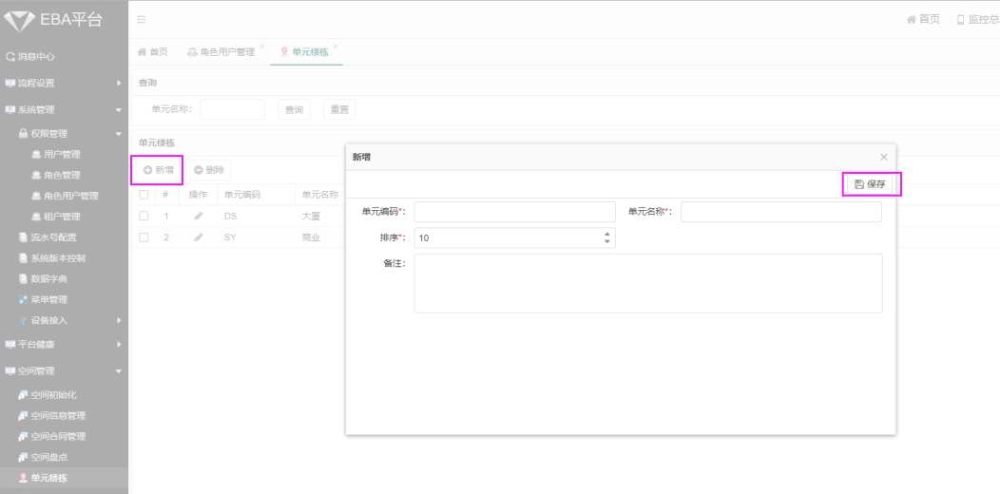 EBA平台
首页 监控总
消息中心
首页 角色用户管理 单元楼栋
流程设置
查询
系统管理
单元名称: 查询 重置
权限管理
单元楼栋
用户管理
角色管理
新增 删除
角色用户管理
# 操作 单元编码 单元名称
租户管理
1 DS 大厦
流水号配置
2 SY 商业
系统版本控制
数据字典
菜单管理
设备接入
平台健康
空间管理
空间初始化
空间信息管理
空间合同管理
空间盘点
单元楼栋
新增
保存
单元编码*: 单元名称*:
排序*: 10
备注: